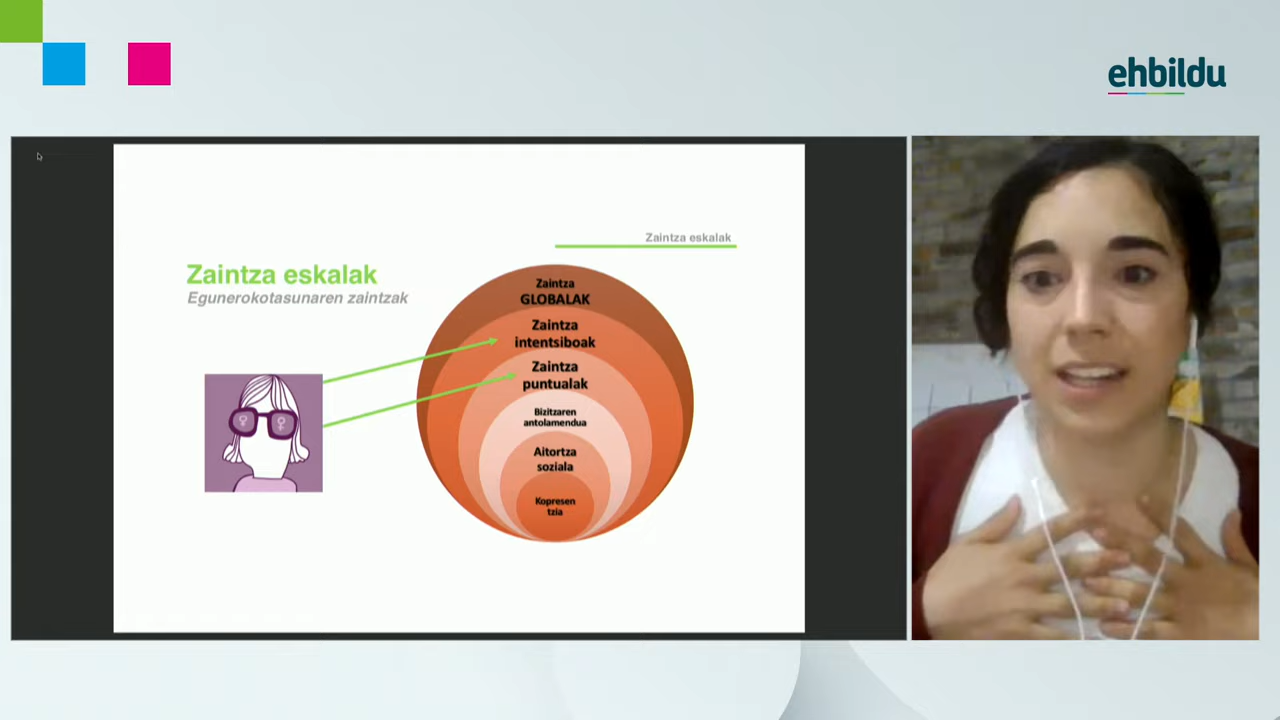 ehbildu
Zaintza eskalak
Zaintza eskalak
Egunerokotasunaren zaintzak
Zaintza
GLOBALAK
Zaintza
intentsiboak
Zaintza
puntualak
Bizitzaren
antolamendua
Aitortza
soziala
Kopresen
tzia